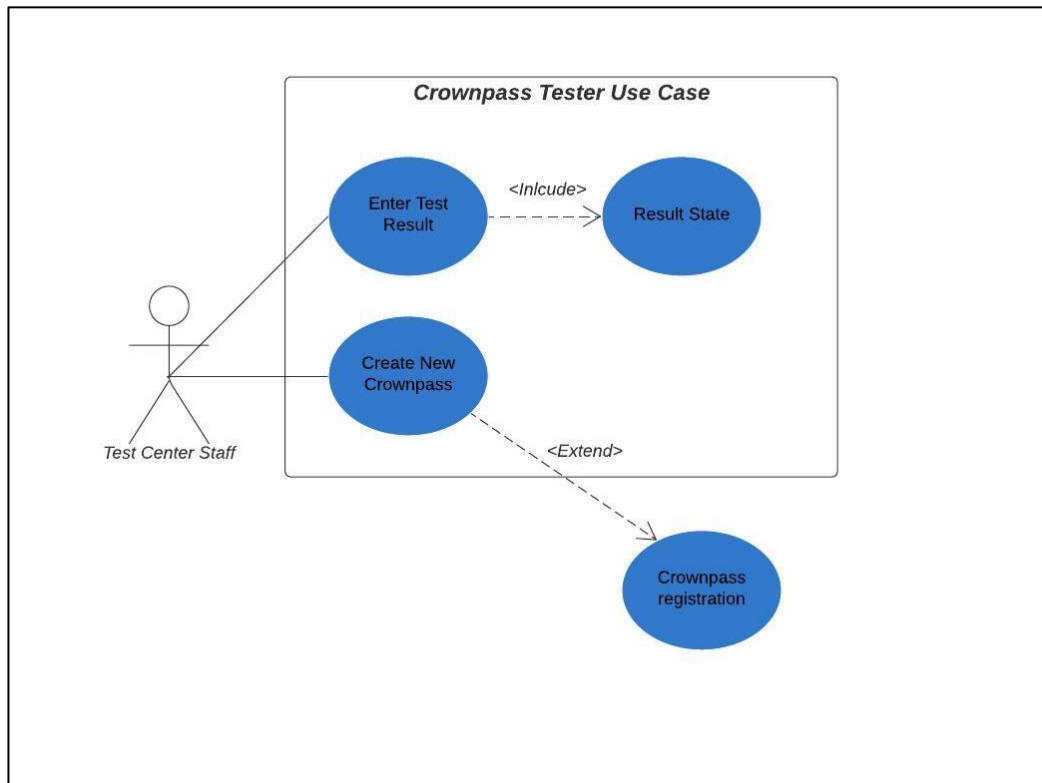 Crownpass Tester Use Case
Enter Test
Result
<Inlcude>
Result State
Create New
Crownpass
Test Center Staff
<Extend>
Crownpass
registration